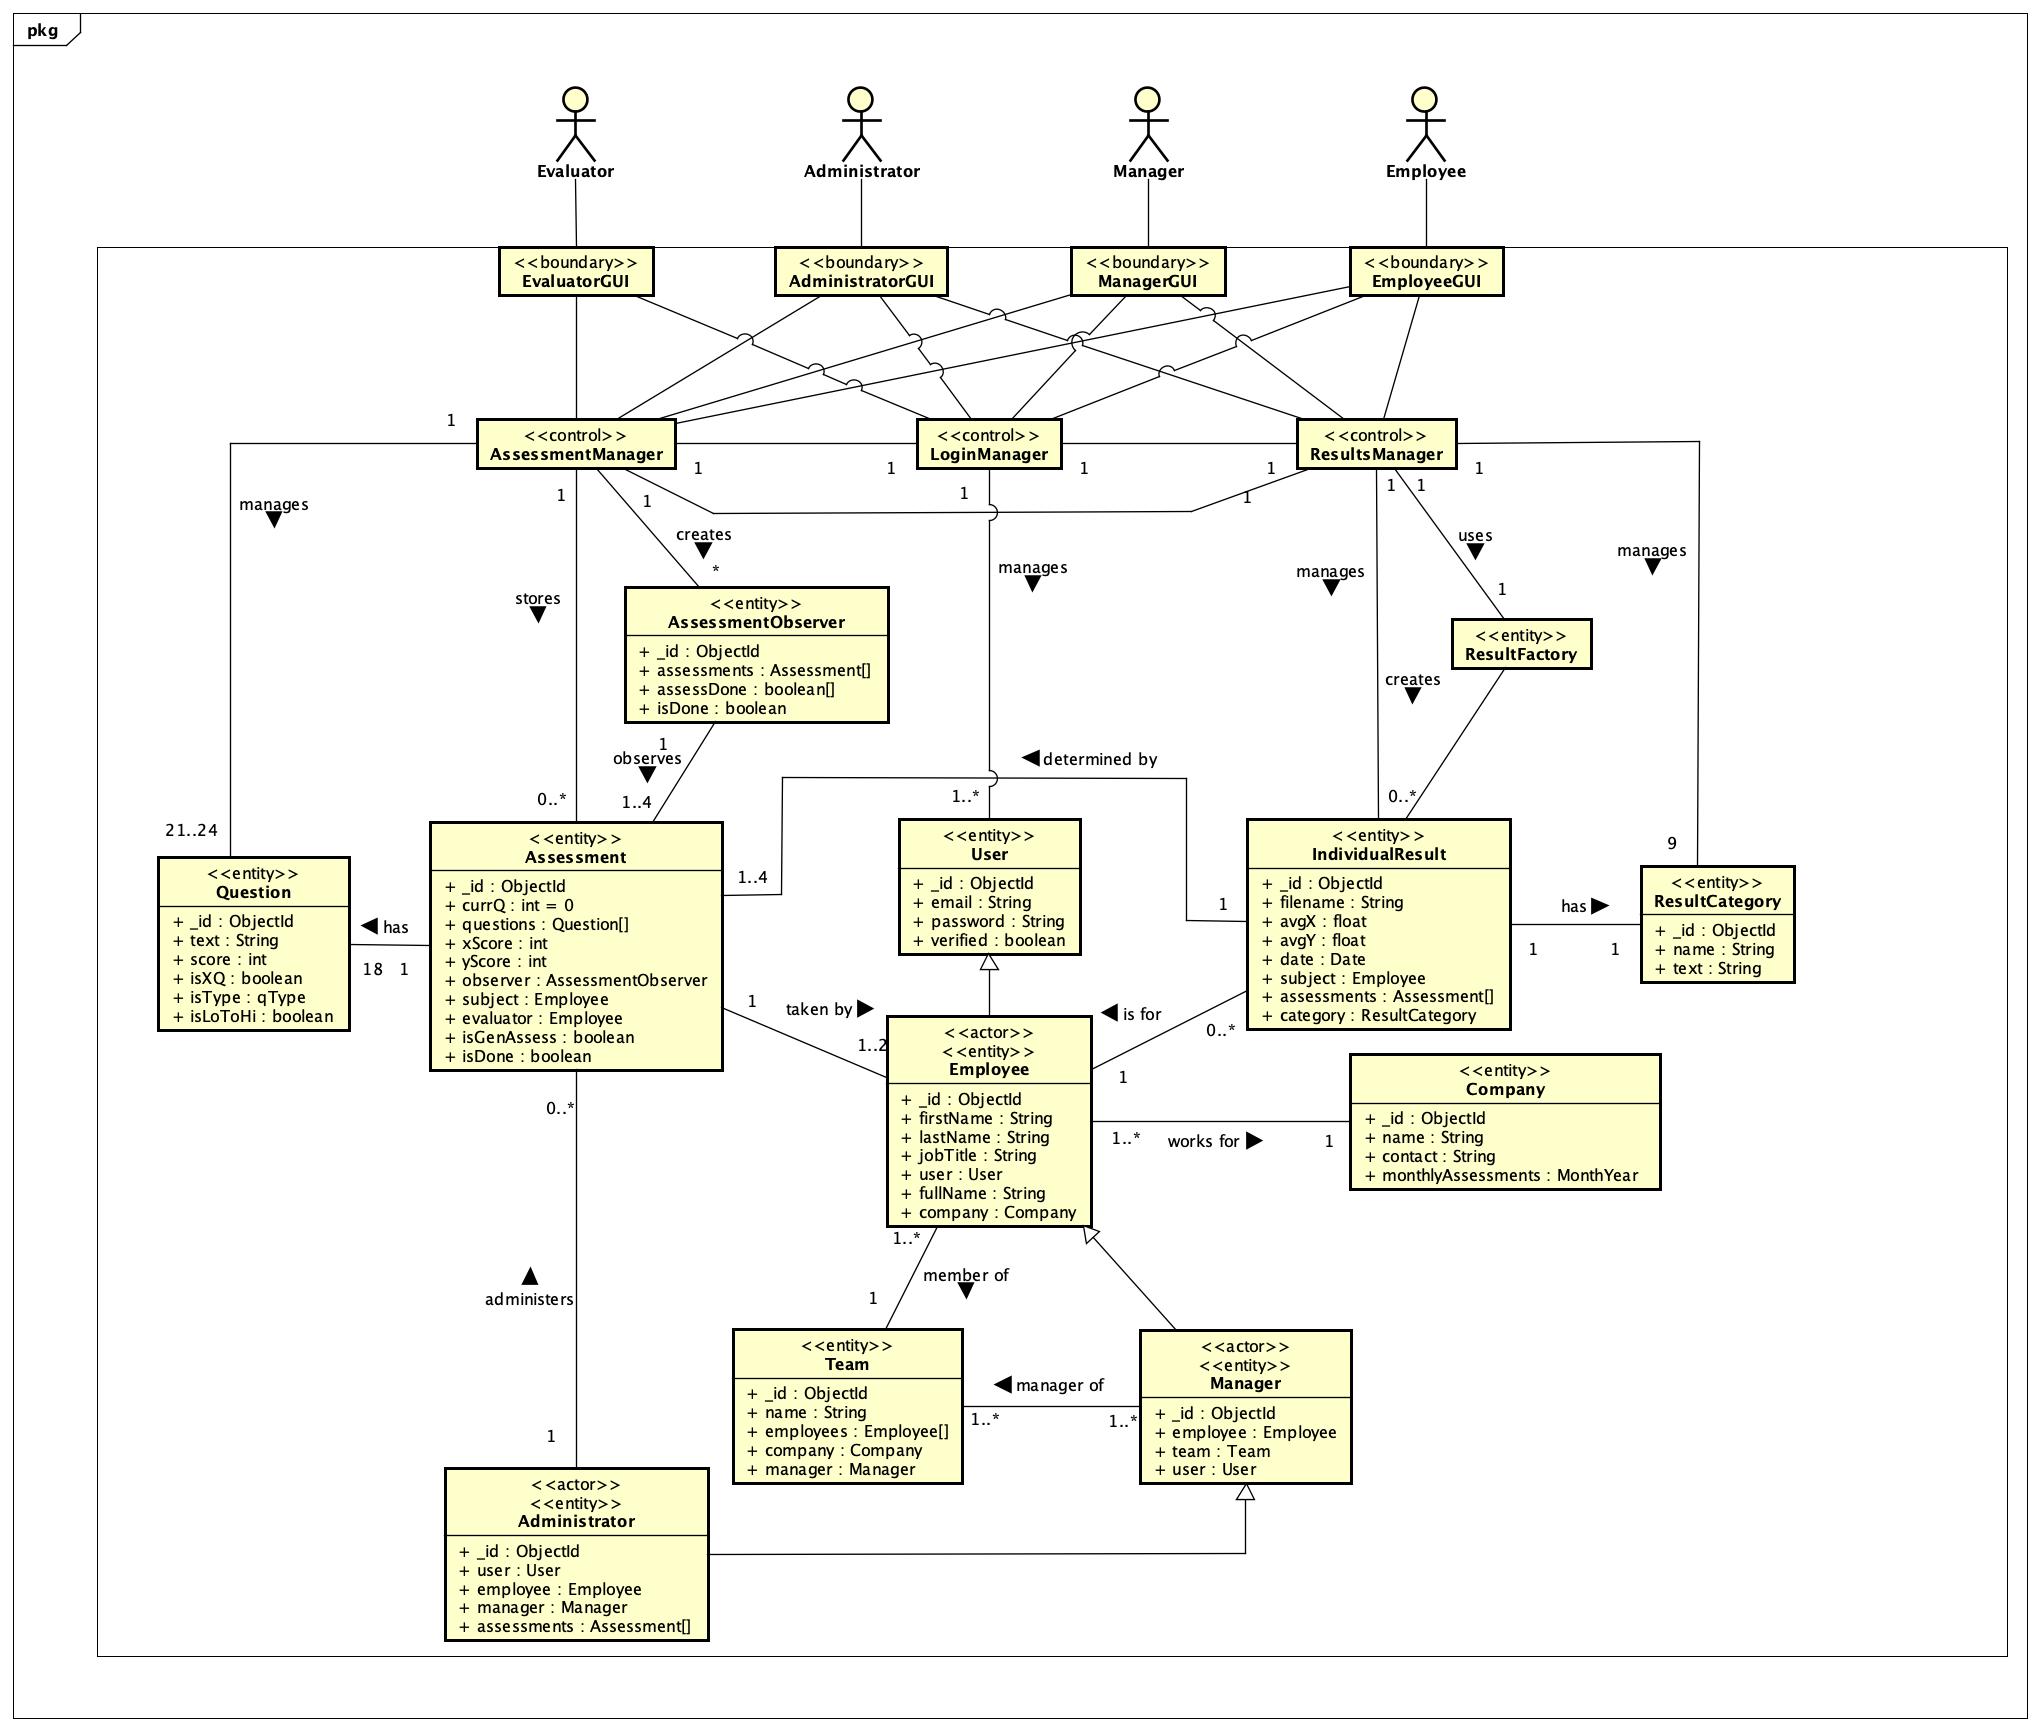 pkg
Evaluator
Administrator
Manager
Employee
<<boundary>>
EvaluatorGUI
<<boundary>>
AdministratorGUI
<<boundary>>
ManagerGUI
<<boundary>>
EmployeeGUI
1
<<control>>
AssessmentManager
<<control>>
LoginManager
<<control>>
ResultsManager
1
1
1
1
1
1
1
1
1
1
1
manages
stores
creates
*
manages
manages
uses
1
manages
<<entity>>
AssessmentObserver
+ _id : ObjectId
+ assessments : Assessment[]
+ assessDone : boolean[]
+ isDone : boolean
<<entity>>
ResultFactory
creates
1
observes
1..4
determined by
0..*
1..*
0..*
21..24
9
<<entity>>
Question
+ _id : ObjectId
+ text : String
+ score : int
+ isXQ : boolean
+ isType : qType
+ isLoToHi : boolean
has
18
1
<<entity>>
Assessment
+ _id : ObjectId
+ currQ : int = 0
+ questions : Question[]
+ xScore : int
+ yScore : int
+ observer : AssessmentObserver
+ subject : Employee
+ evaluator : Employee
+ isGenAssess : boolean
+ isDone : boolean
1..4
<<entity>>
User
+ _id : ObjectId
+ email : String
+ password : String
+ verified : boolean
1
<<entity>>
IndividualResult
+ _id : ObjectId
+ filename : String
+ avgX : float
+ avgY : float
+ date : Date
+ subject : Employee
+ assessments : Assessment[]
+ category : ResultCategory
has
1
1
<<entity>>
ResultCategory
+ _id : ObjectId
+ name : String
+ text : String
1
taken by
1..2
is for
0..*
1
<<actor>>
<<entity>>
Employee
+ _id : ObjectId
+ firstName : String
+ lastName : String
+ jobTitle : String
+ user : User
+ fullName : String
+ company : Company
1..*
works for
1
<<entity>>
Company
+ _id : ObjectId
+ name : String
+ contact : String
+ monthlyAssessments : MonthYear
0..*
administers
1
1..*
member of
1
<<entity>>
Team
+ _id : ObjectId
+ name : String
+ employees : Employee[]
+ company : Company
+ manager : Manager
manager of
1..*
1..*
<<actor>>
<<entity>>
Manager
+ _id : ObjectId
+ employee : Employee
+ team : Team
+ user : User
<<actor>>
<<entity>>
Administrator
+ _id : ObjectId
+ user : User
+ employee : Employee
+ manager : Manager
+ assessments : Assessment[]